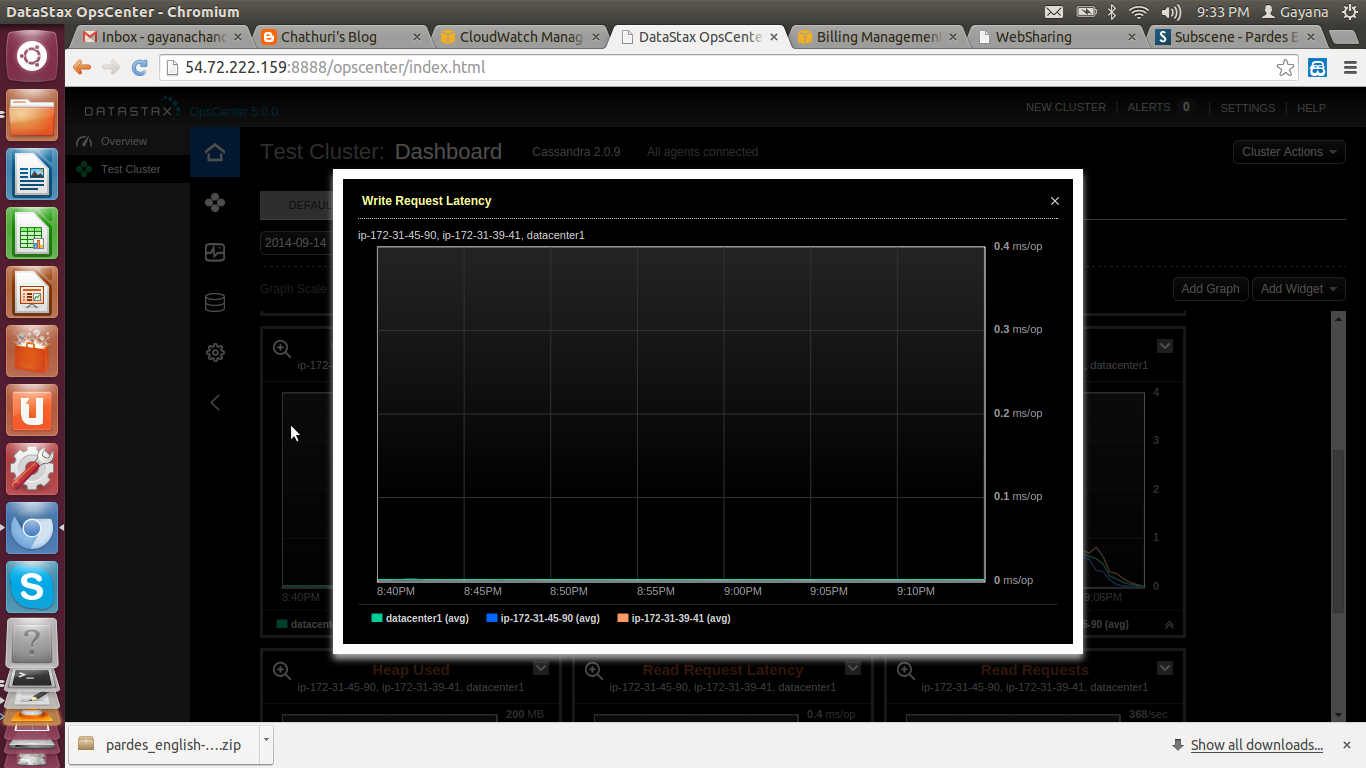 DataStax OpsCenter - Chromium
9:33 PM
Gayana
Inbox - gayanachand
Chathuri's Blog
CloudWatch Manag
DataStax OpsCente
Billing Management
WebSharing
Subscene - Pardes E
54.72.222.159:8888/opscenter/index.html
DATASTAX
OpsCenter 5.0.0
NEW CLUSTER
ALERTS 0
SETTINGS
HELP
Overview
Test Cluster
Test Cluster: Dashboard
Cassandra 2.0.9
All agents connected
Cluster Actions
DEFAUL
2014-09-14
Graph Scale
Add Graph
Add Widget
Write Request Latency
ip-172-31-45-90, ip-172-31-39-41, datacenter1
0.4 ms/op
0.3 ms/op
0.2 ms/op
0.1 ms/op
0 ms/op
8:40PM
8:45PM
8:50PM
8:55PM
9:00PM
9:05PM
9:10PM
datacenter1 (avg)
ip-172-31-45-90 (avg)
ip-172-31-39-41 (avg)
ip-172-
, datacenter1
4
3
2
1
0
8:40PM
9:06PM
datacent
5-90 (avg)
Heap Used
ip-172-31-45-90, ip-172-31-39-41, datacenter1
200 MB
Read Request Latency
ip-172-31-45-90, ip-172-31-39-41, datacenter1
0.4 ms/op
Read Requests
ip-172-31-45-90, ip-172-31-39-41, datacenter1
368/sec
pardes_english-....zip
Show all downloads...